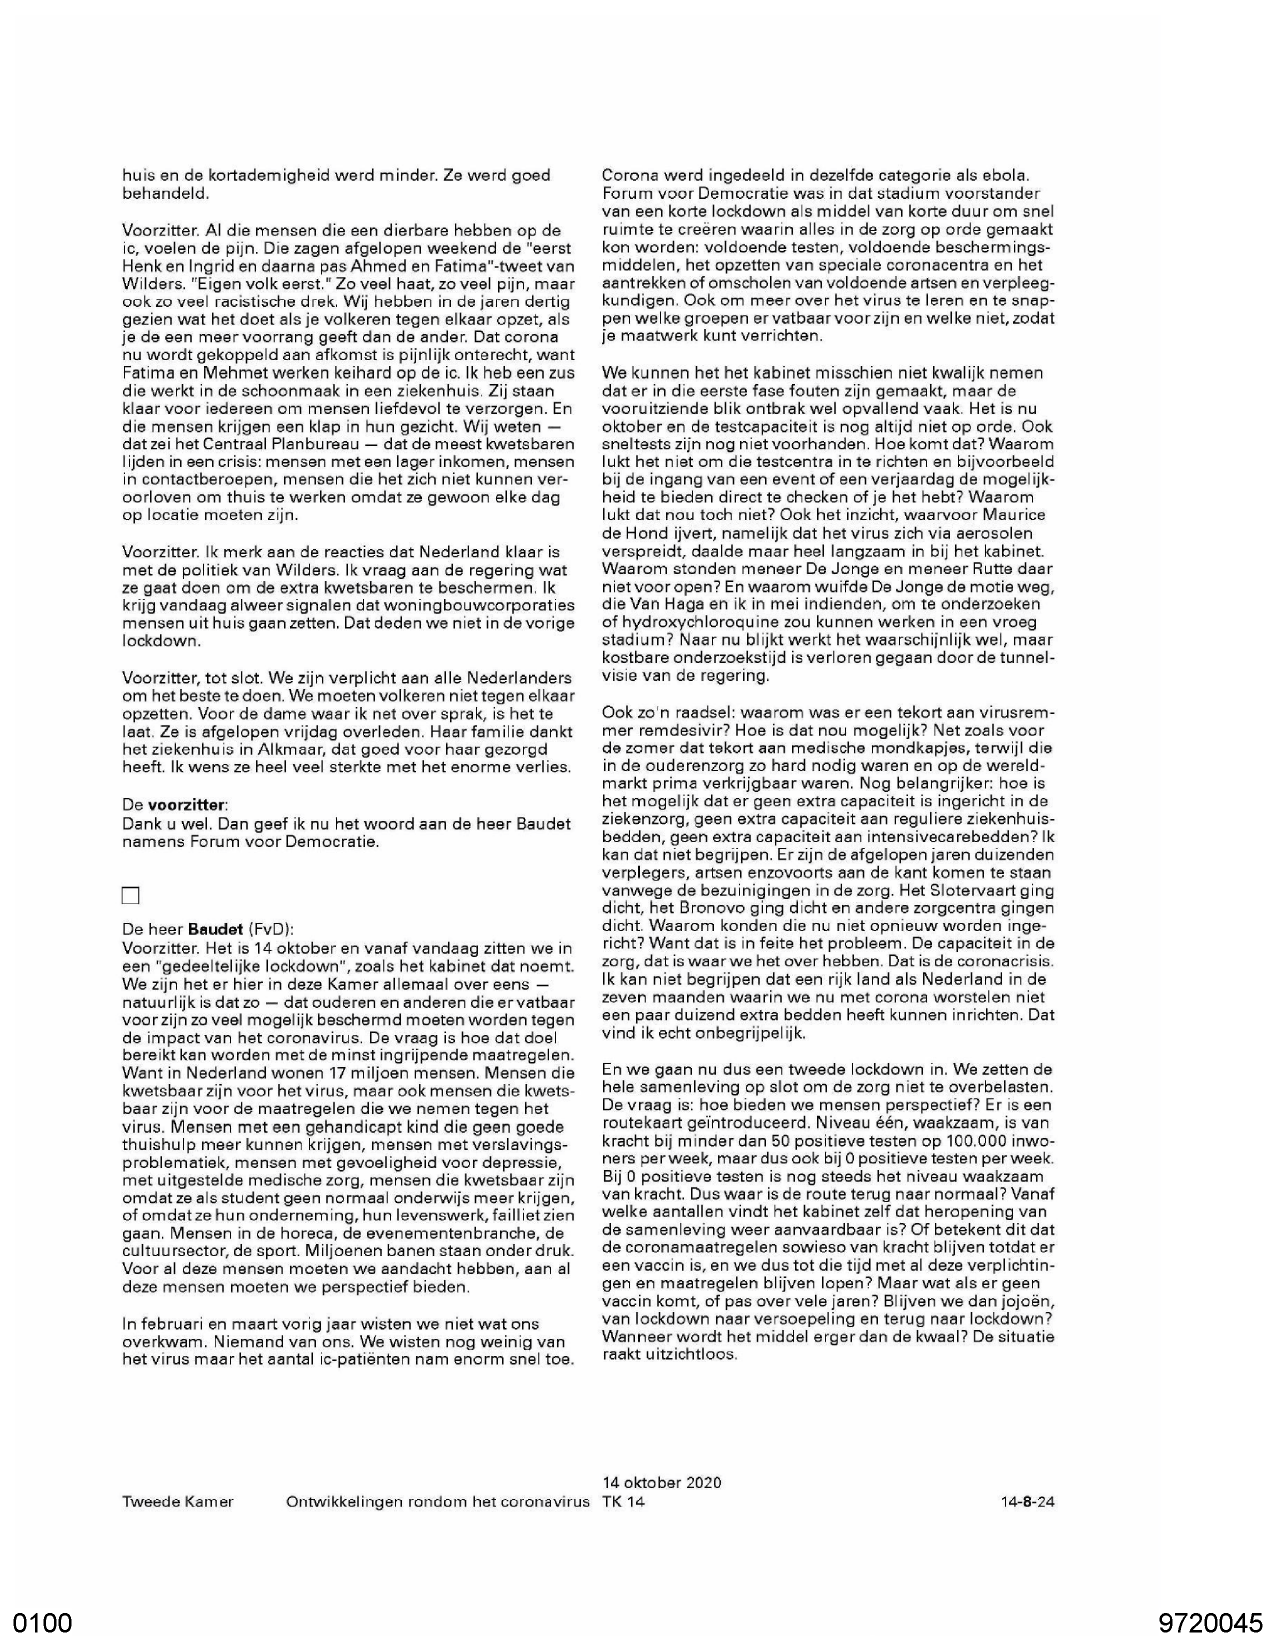 huis en de kortademigheid werd minder. Ze werd goed
behandeld.
Voorzitter. Al die mensen die een dierbare hebben op de
ic, voelen de pijn. Die zagen afgelopen weekend de "eerst
Henk en Ingrid en daarna pas Ahmed en Fatima"-tweet van
Wilders. "Eigen volk eerst." Zo veel haat, zo veel pijn, maar
ook zo veel racistische drek. Wij hebben in de jaren dertig
gezien wat het doet als je volkeren tegen elkaar opzet, als
je de een meer voorrang geeft dan de ander. Dat corona
nu wordt gekoppeld aan afkomst is pijnlijk onterecht, want
Fatima en Mehmet werken keihard op de ic. Ik heb een zus
die werkt in de schoonmaak in een ziekenhuis. Zij staan
klaar voor iedereen om mensen liefdevol te verzorgen. En
die mensen krijgen een klap in hun gezicht. Wij weten —
dat zei het Centraal Planbureau — dat de meest kwetsbaren
lijden in een crisis: mensen met een lager inkomen, mensen
in contactberoepen, mensen die het zich niet kunnen ver-
oorloven om thuis te werken omdat ze gewoon elke dag
op locatie moeten zijn.
Voorzitter. Ik merk aan de reacties dat Nederland klaar is
met de politiek van Wilders. Ik vraag aan de regering wat
ze gaat doen om de extra kwetsbaren te beschermen. Ik
krijg vandaag alweer signalen dat woningbouwcorporaties
mensen uit huis gaan zetten. Dat deden we niet in de vorige
lockdown.
Voorzitter, tot slot. We zijn verplicht aan alle Nederlanders
om het beste te doen. We moeten volkeren niet tegen elkaar
opzetten. Voor de dame waar ik net over sprak, is het te
laat. Ze is afgelopen vrijdag overleden. Haar familie dankt
het ziekenhuis in Alkmaar, dat goed voor haar gezorgd
heeft. Ik wens ze heel veel sterkte met het enorme verlies.
De voorzitter:
Dank u wel. Dan geef ik nu het woord aan de heer Baudet
namens Forum voor Democratie.
De heer Baudet (FvD):
Voorzitter. Het is 14 oktober en vanaf vandaag zitten we in
een "gedeeltelijke lockdown", zoals het kabinet dat noemt.
We zijn het er hier in deze Kamer allemaal over eens —
natuurlijk is dat zo — dat ouderen en anderen die er vatbaar
voor zijn zo veel mogelijk beschermd moeten worden tegen
de impact van het coronavirus. De vraag is hoe dat doel
bereikt kan worden met de minst ingrijpende maatregelen.
Want in Nederland wonen 17 miljoen mensen. Mensen die
kwetsbaar zijn voor het virus, maar ook mensen die kwets-
baar zijn voor de maatregelen die we nemen tegen het
virus. Mensen met een gehandicapt kind die geen goede
thuishulp meer kunnen krijgen, mensen met verslavings-
problematiek, mensen met gevoeligheid voor depressie,
met uitgestelde medische zorg, mensen die kwetsbaar zijn
omdat ze als student geen normaal onderwijs meer krijgen,
of omdat ze hun onderneming, hun levenswerk, failliet zien
gaan. Mensen in de horeca, de evenementenbranche, de
cultuursector, de sport. Miljoenen banen staan onder druk.
Voor al deze mensen moeten we aandacht hebben, aan al
deze mensen moeten we perspectief bieden.
In februari en maart vorig jaar wisten we niet wat ons
overkwam. Niemand van ons. We wisten nog weinig van
het virus maar het aantal ic-patiënten nam enorm snel toe.
Corona werd ingedeeld in dezelfde categorie als ebola.
Forum voor Democratie was in dat stadium voorstander
van een korte lockdown als middel van korte duur om snel
ruimte te creëren waarin alles in de zorg op orde gemaakt
kon worden: voldoende testen, voldoende beschermings-
middelen, het opzetten van speciale coronacentra en het
aantrekken of omscholen van voldoende artsen en verpleeg-
kundigen. Ook om meer over het virus te leren en te snap-
pen welke groepen er vatbaar voor zijn en welke niet, zodat
je maatwerk kunt verrichten.
We kunnen het het kabinet misschien niet kwalijk nemen
dat er in die eerste fase fouten zijn gemaakt, maar de
vooruitziende blik ontbrak wel opvallend vaak. Het is nu
oktober en de testcapaciteit is nog altijd niet op orde. Ook
sneltests zijn nog niet voorhanden. Hoe komt dat? Waarom
lukt het niet om die testcentra in te richten en bijvoorbeeld
bij de ingang van een event of een verjaardag de mogelijk-
heid te bieden direct te checken of je het hebt? Waarom
lukt dat nou toch niet? Ook het inzicht, waarvoor Maurice
de Hond ijvert, namelijk dat het virus zich via aerosolen
verspreidt, daalde maar heel langzaam in bij het kabinet.
Waarom stonden meneer De Jonge en meneer Rutte daar
niet voor open? En waarom wuifde De Jonge de motie weg,
die Van Haga en ik in mei indienden, om te onderzoeken
of hydroxychloroquine zou kunnen werken in een vroeg
stadium? Naar nu blijkt werkt het waarschijnlijk wel, maar
kostbare onderzoekstijd is verloren gegaan door de tunnel-
visie van de regering.
Ook zo'n raadsel: waarom was er een tekort aan virusrem-
mer remdesivir? Hoe is dat nou mogelijk? Net zoals voor
de zomer dat tekort aan medische mondkapjes, terwijl die
in de ouderenzorg zo hard nodig waren en op de wereld-
markt prima verkrijgbaar waren. Nog belangrijker: hoe is
het mogelijk dat er geen extra capaciteit is ingericht in de
ziekenzorg, geen extra capaciteit aan reguliere ziekenhuis-
bedden, geen extra capaciteit aan intensivecarebedden? Ik
kan dat niet begrijpen. Er zijn de afgelopen jaren duizenden
verplegers, artsen enzovoorts aan de kant komen te staan
vanwege de bezuinigingen in de zorg. Het Slotervaart ging
dicht, het Bronovo ging dicht en andere zorgcentra gingen
dicht. Waarom konden die nu niet opnieuw worden inge-
richt? Want dat is in feite het probleem. De capaciteit in de
zorg, dat is waar we het over hebben. Dat is de coronacrisis.
Ik kan niet begrijpen dat een rijk land als Nederland in de
zeven maanden waarin we nu met corona worstelen niet
een paar duizend extra bedden heeft kunnen inrichten. Dat
vind ik echt onbegrijpelijk.
En we gaan nu dus een tweede lockdown in. We zetten de
hele samenleving op slot om de zorg niet te overbelasten.
De vraag is: hoe bieden we mensen perspectief? Er is een
routekaart geïntroduceerd. Niveau één, waakzaam, is van
kracht bij minder dan 50 positieve testen op 100.000 inwo-
ners per week, maar dus ook bij 0 positieve testen per week.
Bij 0 positieve testen is nog steeds het niveau waakzaam
van kracht. Dus waar is de route terug naar normaal? Vanaf
welke aantallen vindt het kabinet zelf dat heropening van
de samenleving weer aanvaardbaar is? Of betekent dit dat
de coronamaatregelen sowieso van kracht blijven totdat er
een vaccin is, en we dus tot die tijd met al deze verplichtin-
gen en maatregelen blijven lopen? Maar wat als er geen
vaccin komt, of pas over vele jaren? Blijven we dan jojoën,
van lockdown naar versoepeling en terug naar lockdown?
Wanneer wordt het middel erger dan de kwaal? De situatie
raakt uitzichtloos.
14 oktober 2020
Tweede Kamer Ontwikkelingen rondom het coronavirus TK 14 14-8-24
0100 9720045